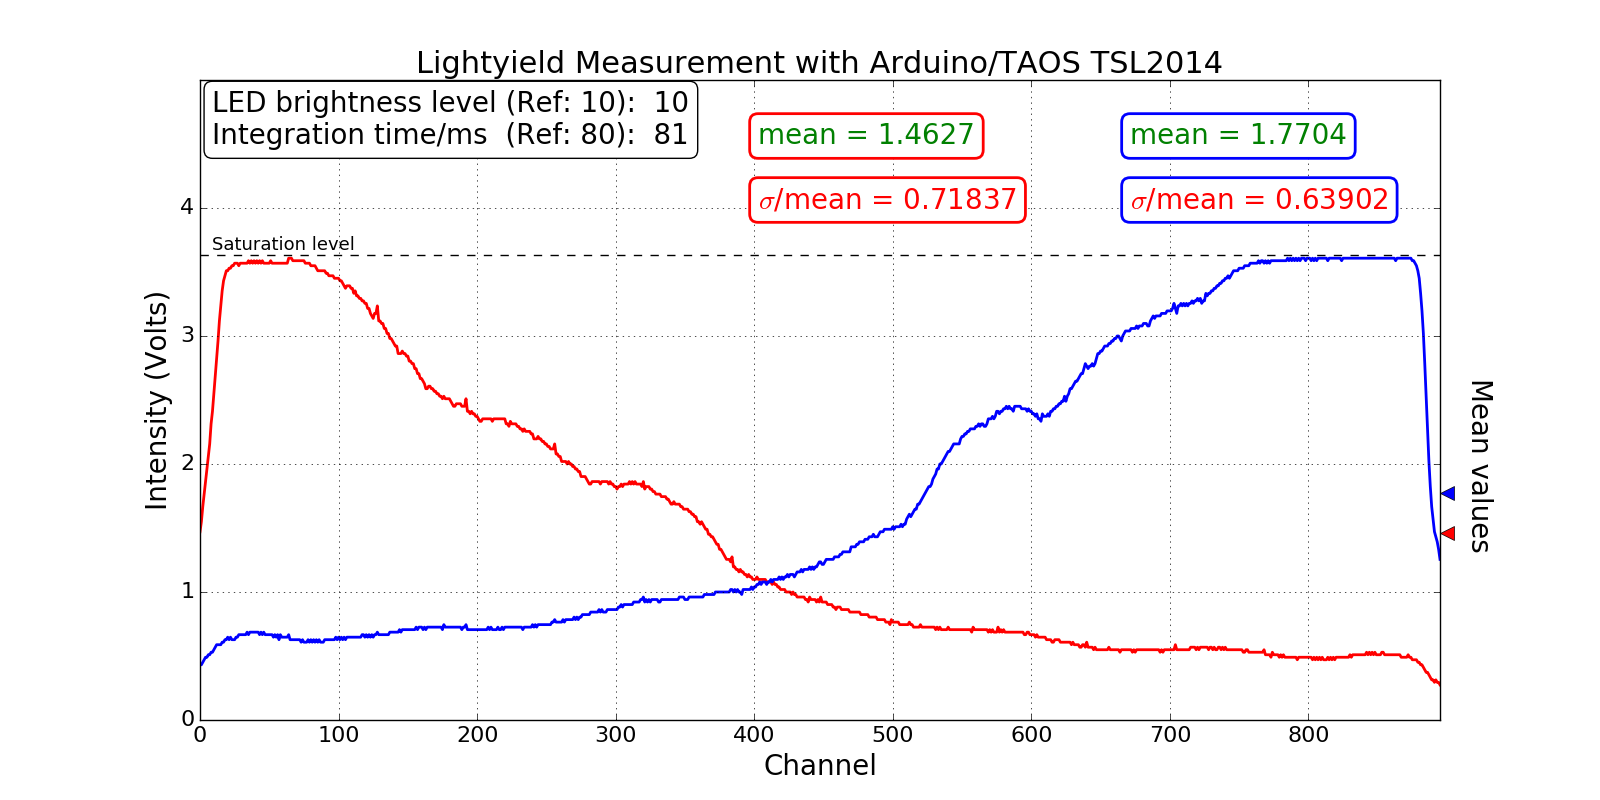 Lightyield Measurement with Arduino/TAOS TSL2014
LED brightness level (Ref: 10):  10
Integration time/ms  (Ref: 80):  81
mean = 1.4627
mean = 1.7704
σ/mean = 0.71837
σ/mean = 0.63902
Saturation level
Intensity (Volts)
4
3
2
1
0
Mean values
0 100 200 300 400 500 600 700 800
Channel